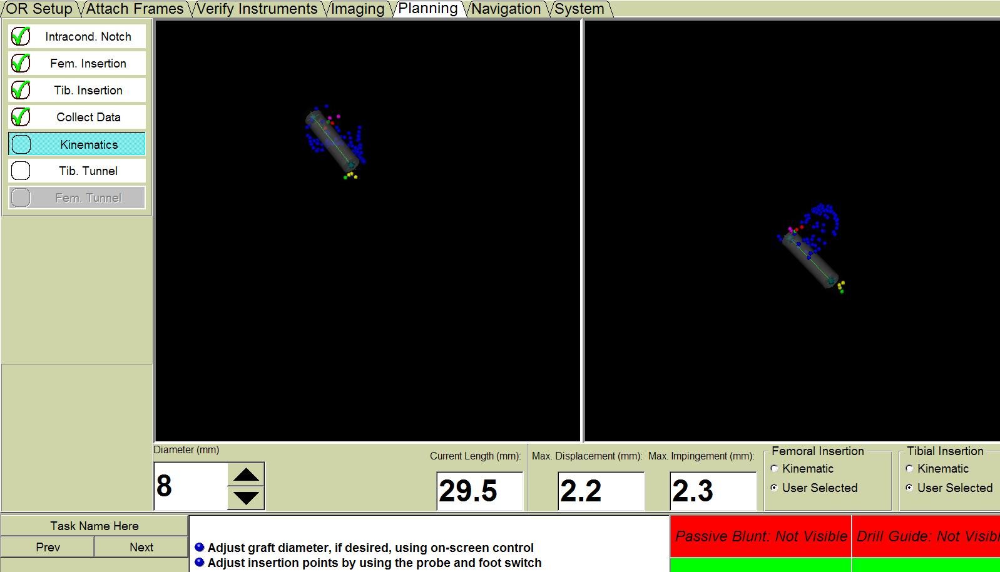 OR Setup Attach Frames Verify Instruments Imaging Planning Navigation System
Intracond. Notch
Fem. Insertion
Tib. Insertion
Collect Data
Kinematics
Tib. Tunnel
Fem. Tunnel
Diameter (mm)
8
Current Length (mm):
29.5
Max. Displacement (mm):
2.2
Max. Impingement (mm):
2.3
Femoral Insertion
Kinematic
User Selected
Tibial Insertion
Kinematic
User Selected
Task Name Here
Prev Next
Adjust graft diameter, if desired, using on-screen control
Adjust insertion points by using the probe and foot switch
Passive Blunt: Not Visible
Drill Guide: Not Visibl